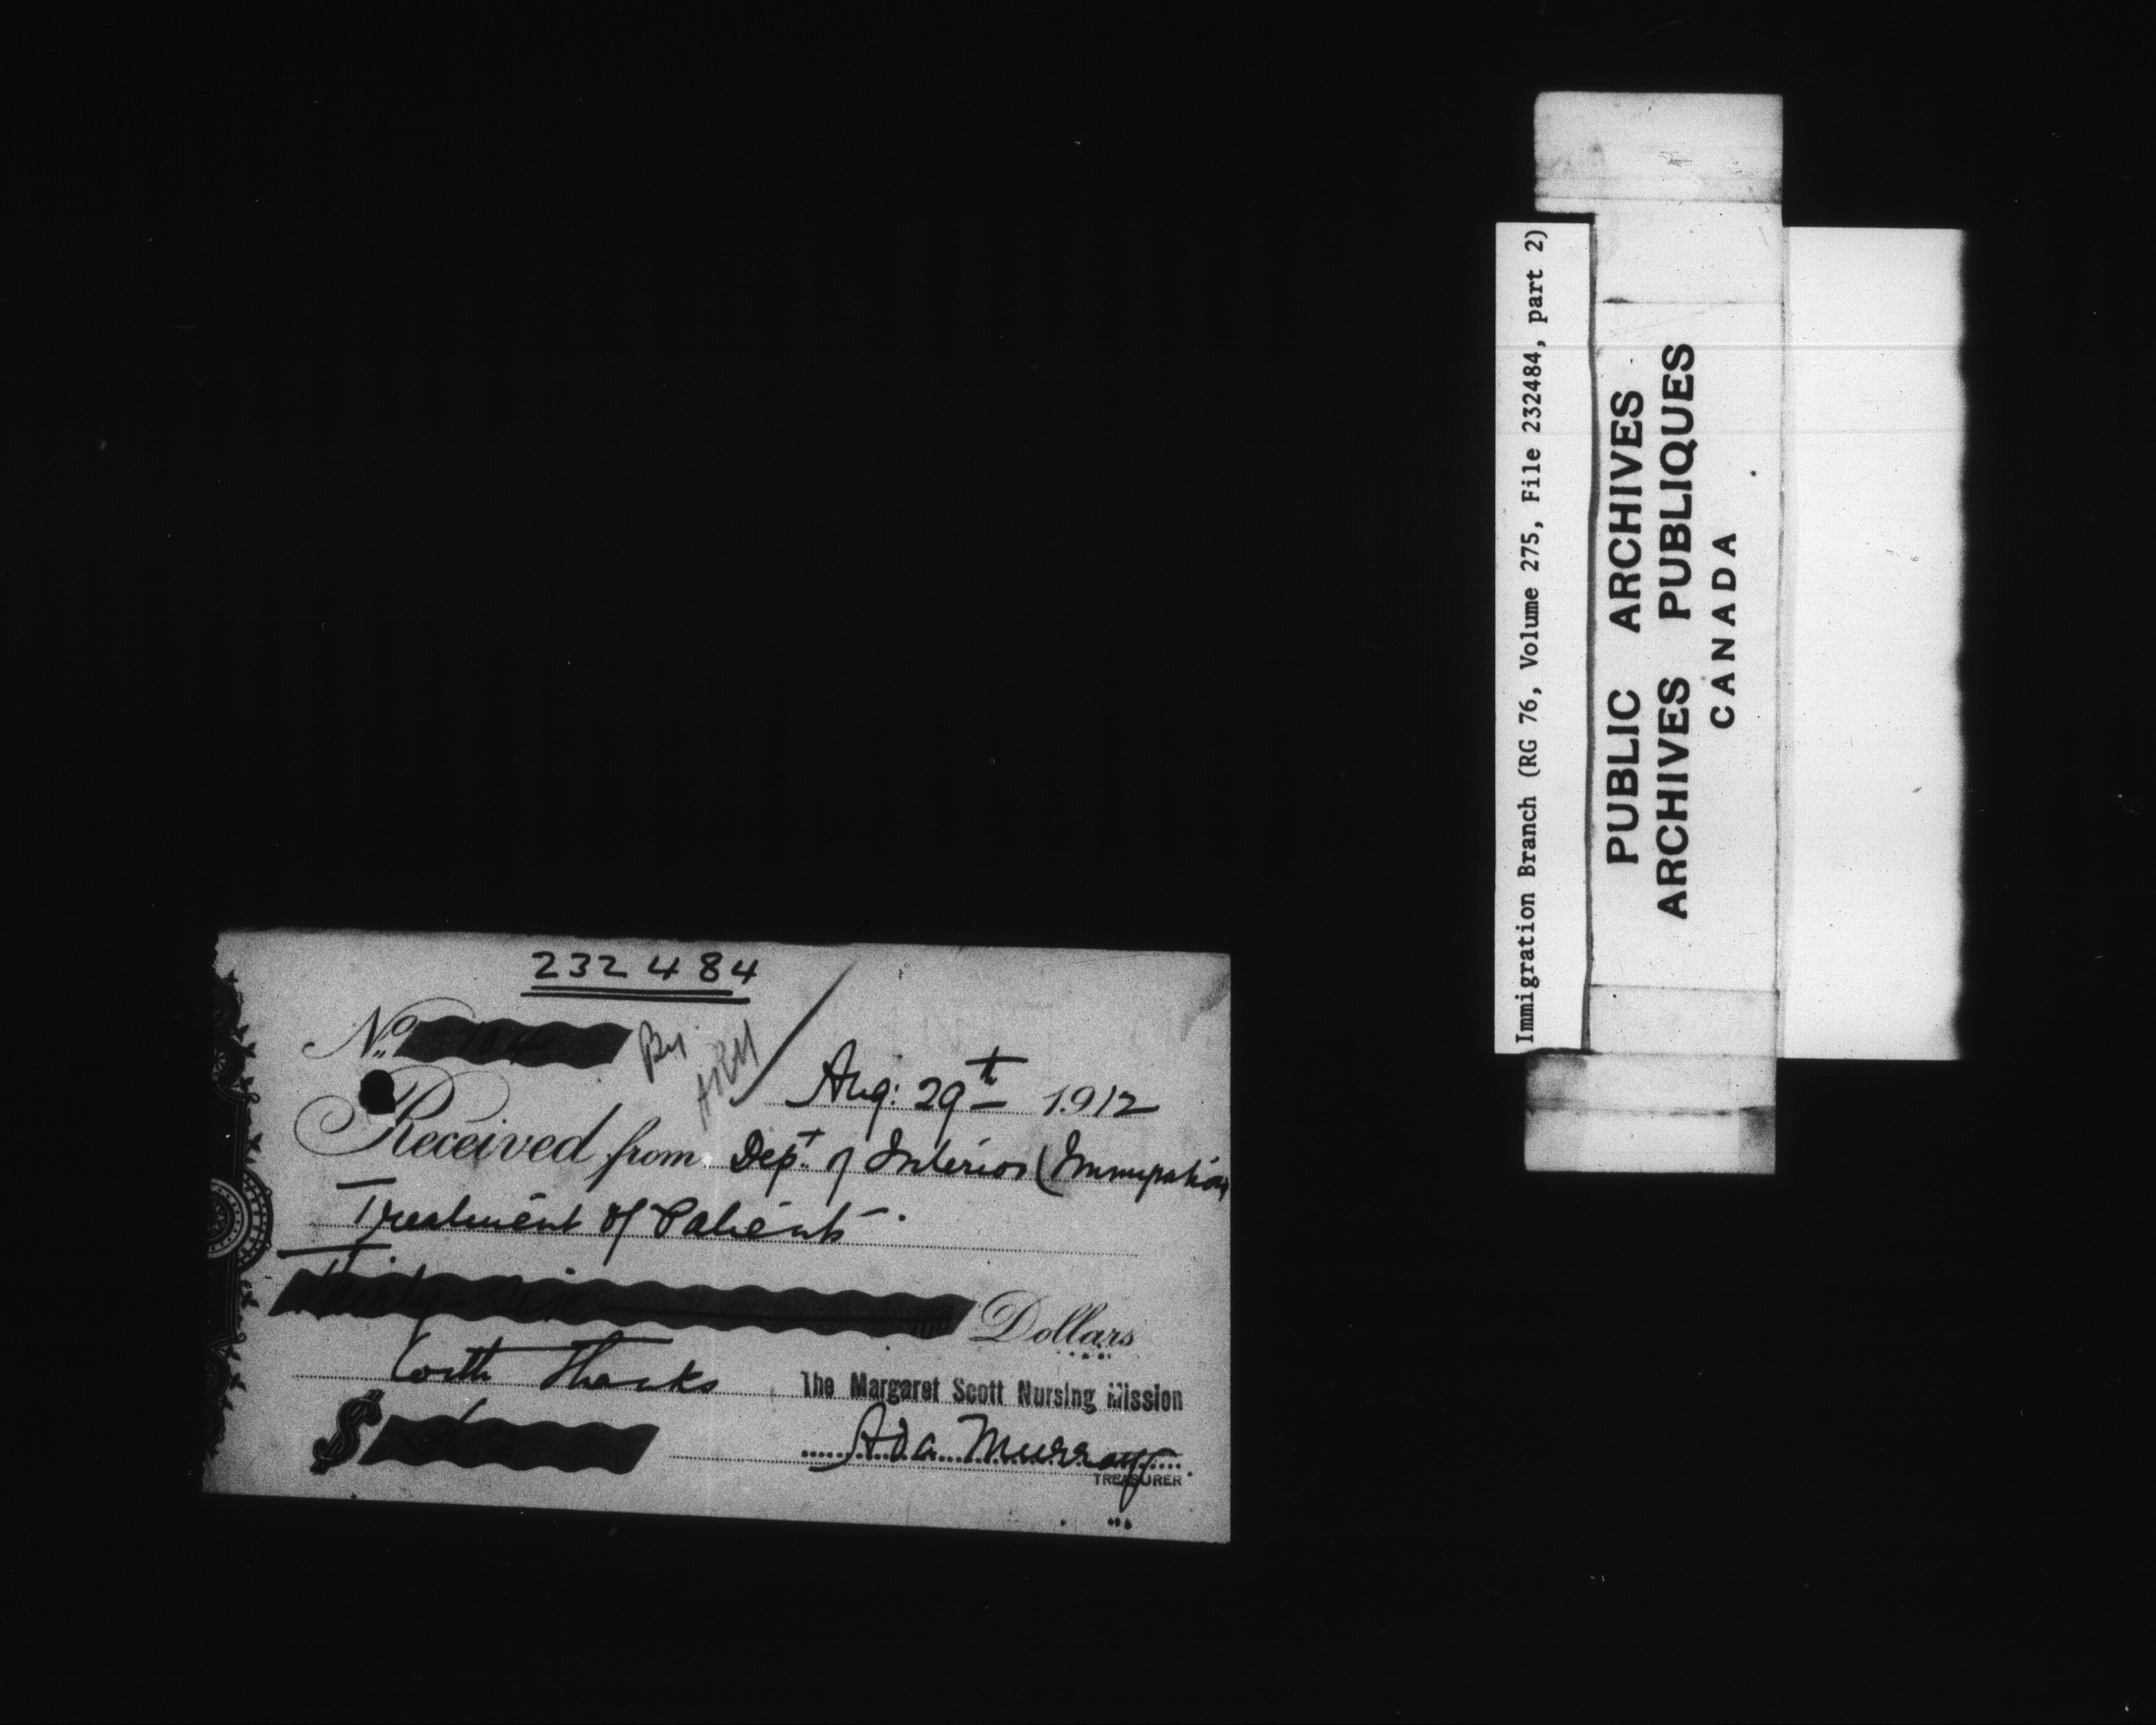 232484
No.
Aug: 29th 1912
Received from Dept. of Interior (Immigration
Treatment of Patients.
Thirty six Dollars
With Thanks The Margaret Scott Nursing Mission
$
Ada Murray
TREASURER
Immigration Branch (RG 76, Volume 275, File 232484, part 2)
PUBLIC ARCHIVES
ARCHIVES PUBLIQUES
CANADA